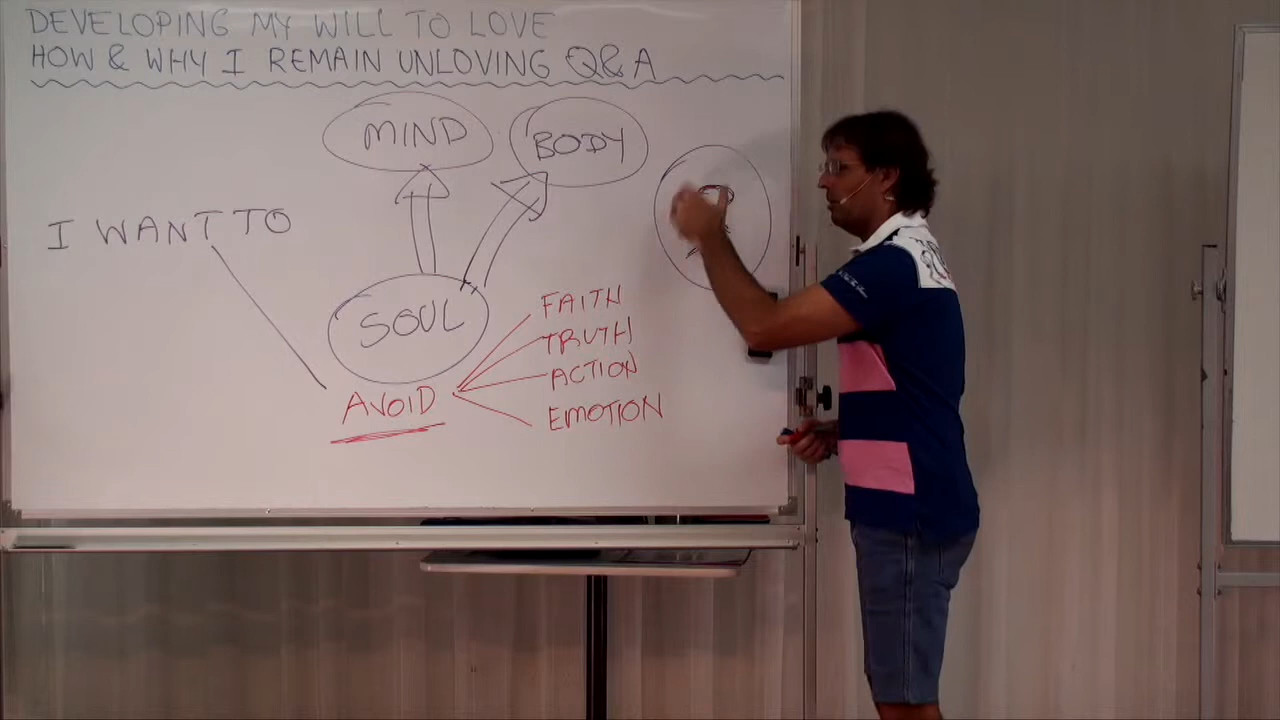 DEVELOPING MY WILL TO LOVE
HOW & WHY I REMAIN UNLOVING Q&A
MIND
BODY
I WANT TO
SOUL
FAITH
TRUTH
ACTION
AVOID
EMOTION